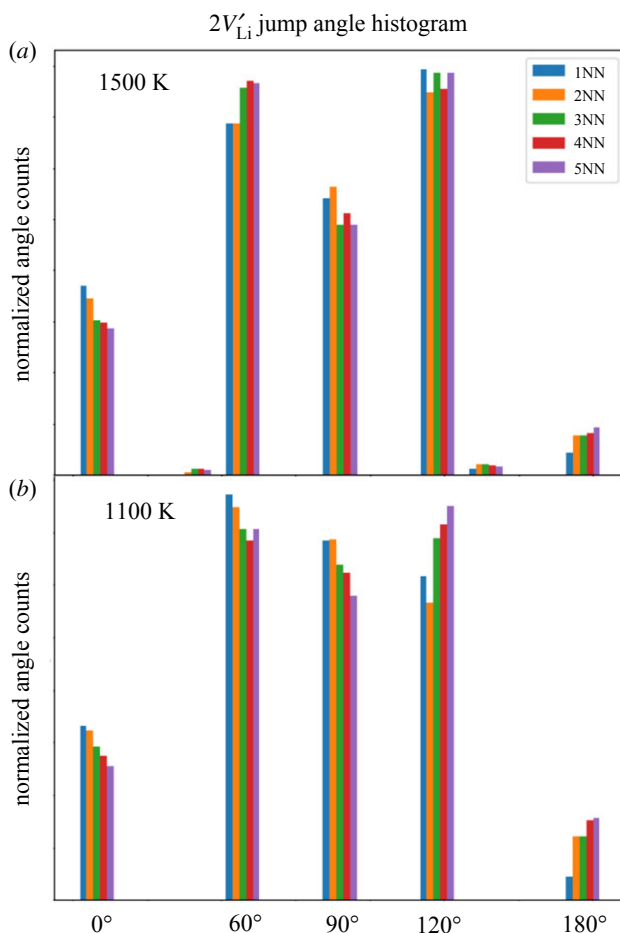 2V′Li jump angle histogram
(a)
1500 K
1NN
2NN
3NN
4NN
5NN
normalized angle counts
(b)
1100 K
normalized angle counts
0° 60° 90° 120° 180°